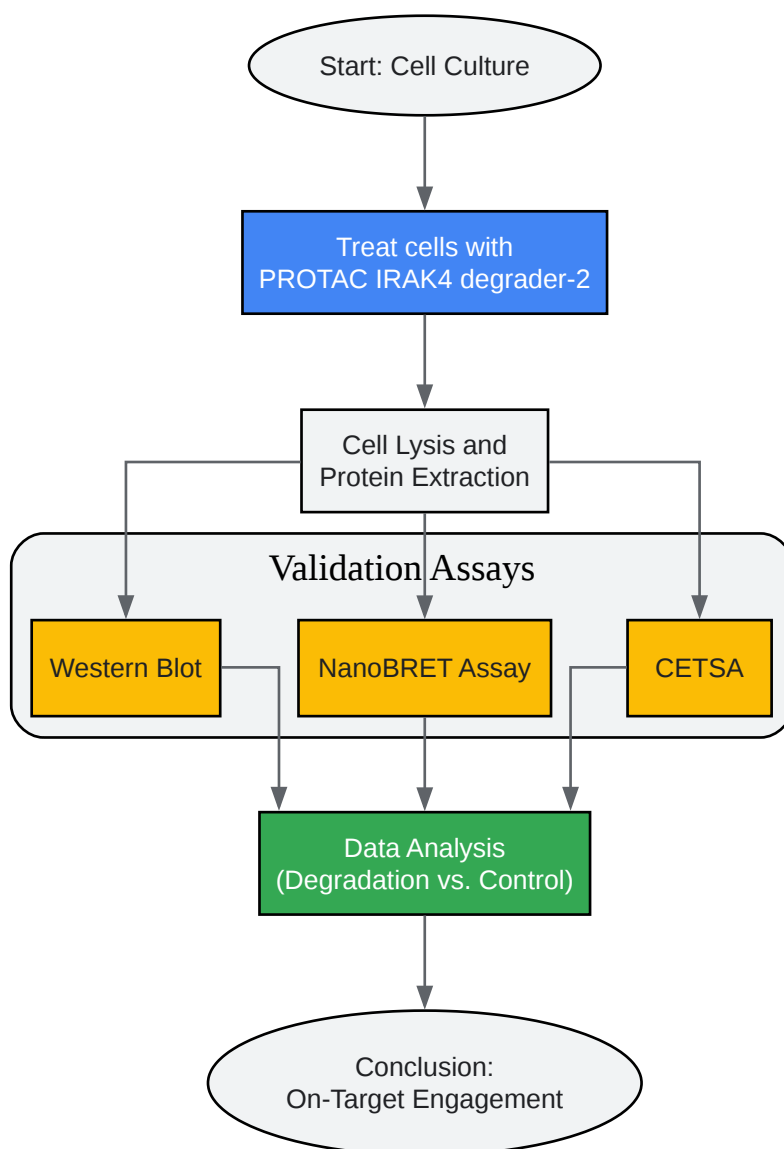 Start: Cell Culture
Treat cells with
PROTAC IRAK4 degrader-2
Cell Lysis and
Protein Extraction
Validation Assays
Western Blot
NanoBRET Assay
CETSA
Data Analysis
(Degradation vs. Control)
Conclusion:
On-Target Engagement